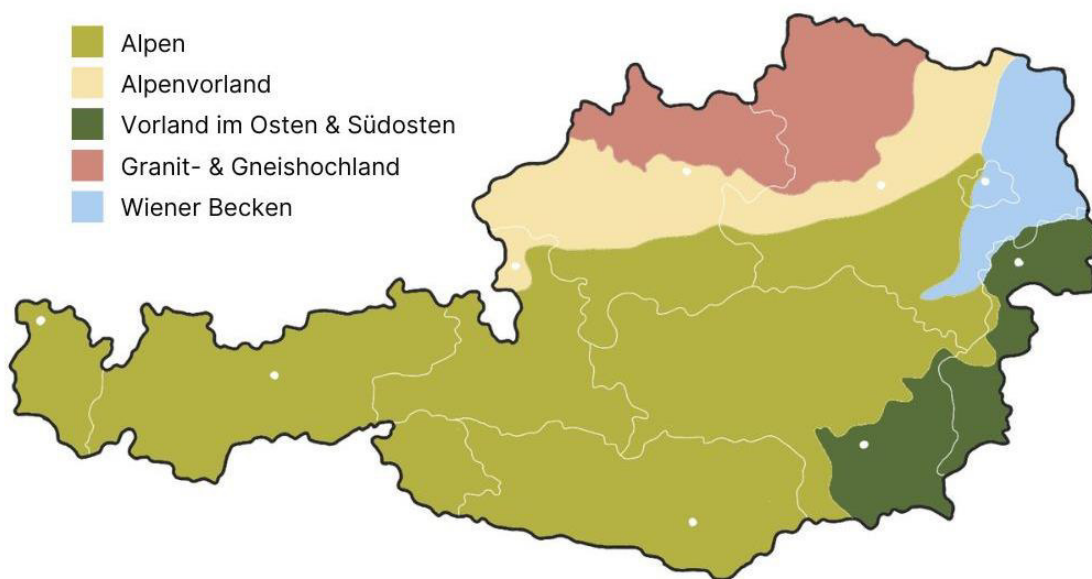 Alpen
Alpenvorland
Vorland im Osten & Südosten
Granit- & Gneishochland
Wiener Becken